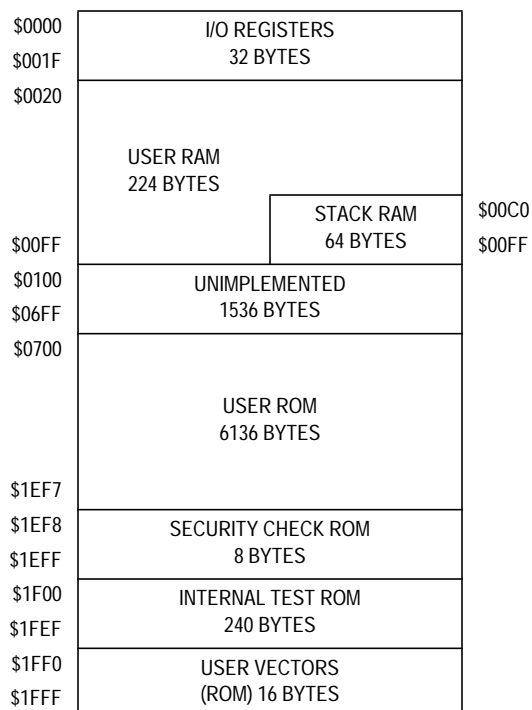 $0000
I/O REGISTERS
$001F
32 BYTES
$0020
USER RAM
224 BYTES
STACK RAM
$00C0
64 BYTES
$00FF
$00FF
$0100
UNIMPLEMENTED
$06FF
1536 BYTES
$0700
USER ROM
6136 BYTES
$1EF7
$1EF8
SECURITY CHECK ROM
$1EFF
8 BYTES
$1F00
INTERNAL TEST ROM
$1FEF
240 BYTES
$1FF0
USER VECTORS
$1FFF
(ROM) 16 BYTES